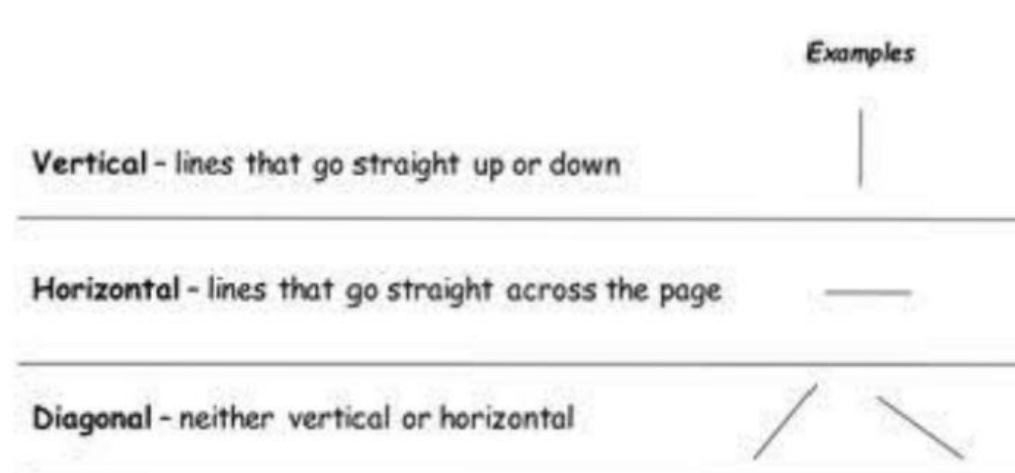 Examples
Vertical - lines that go straight up or down
Horizontal - lines that go straight across the page
Diagonal - neither vertical or horizontal